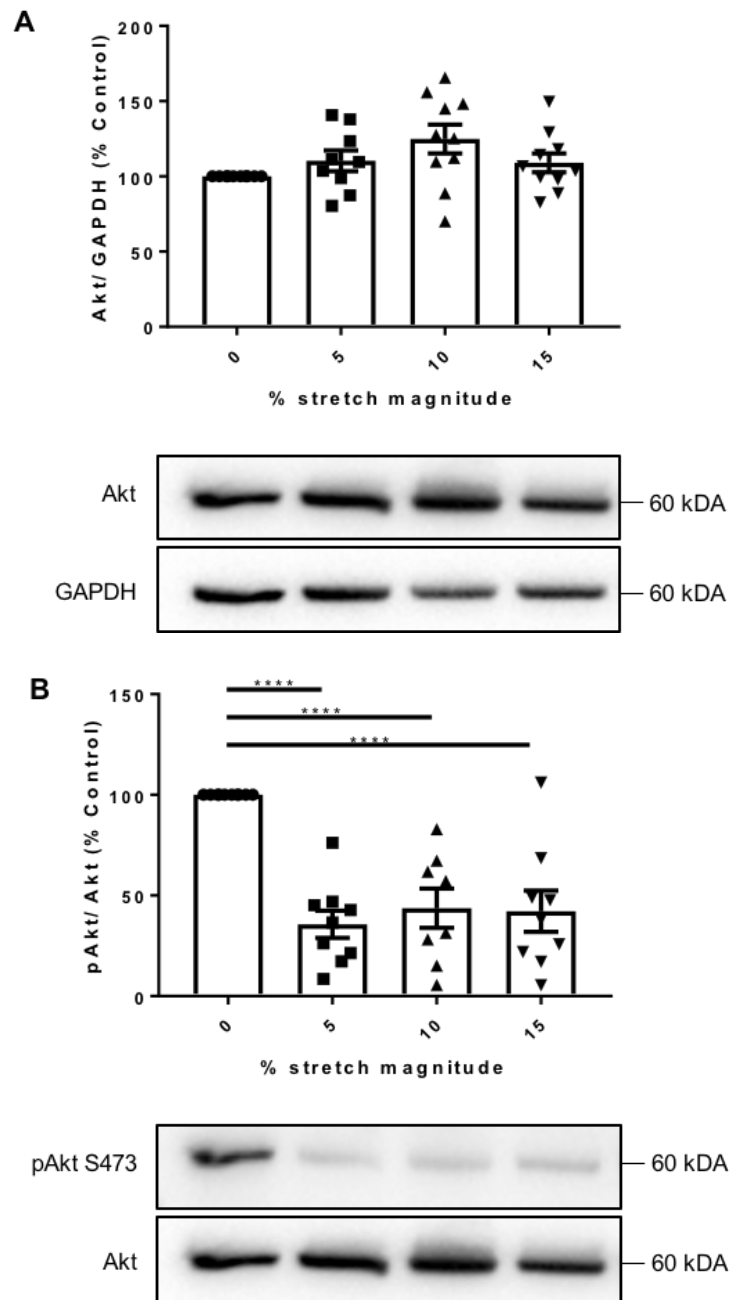 A
Akt/ GAPDH (% Control)
200
150
100
50
0
0 5 10 15
% stretch magnitude
Akt 60 kDA
GAPDH 60 kDA
B
pAkt/ Akt (% Control)
150
100
50
0
****
****
****
0 5 10 15
% stretch magnitude
pAkt S473 60 kDA
Akt 60 kDA